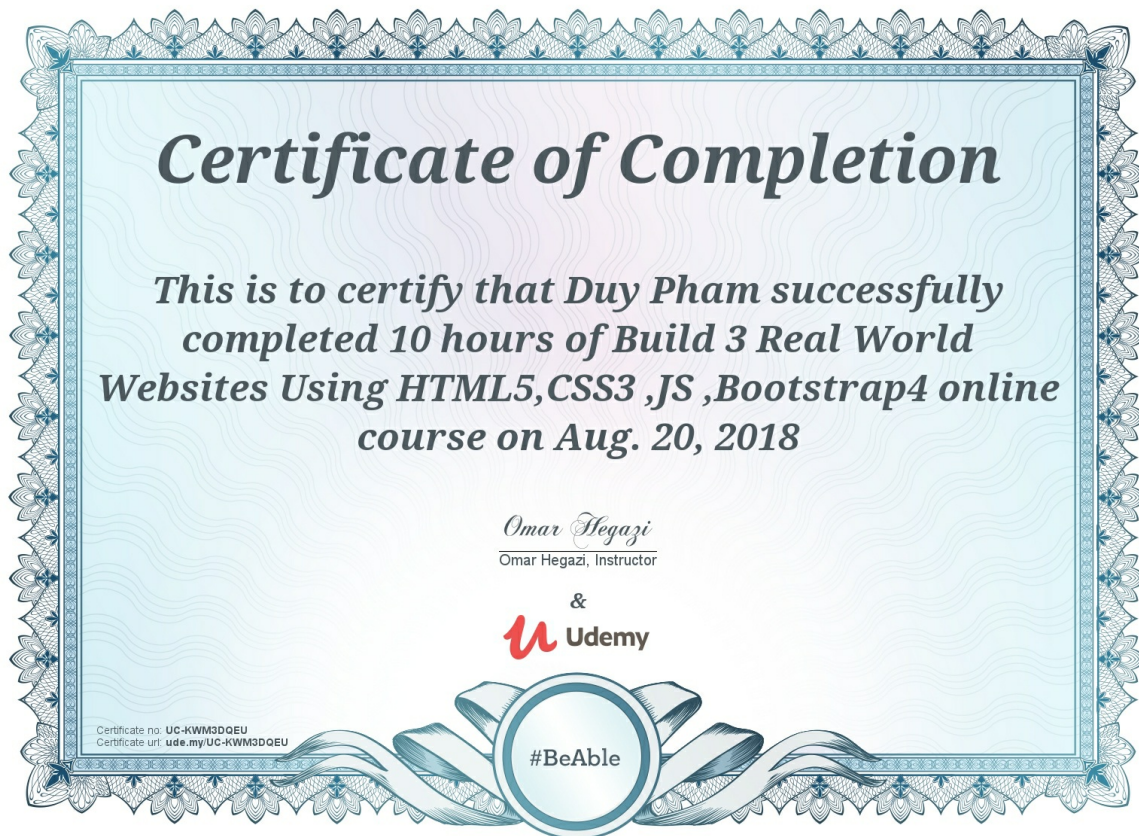 Certificate of Completion
This is to certify that Duy Pham successfully
completed 10 hours of Build 3 Real World
Websites Using HTML5,CSS3 ,JS ,Bootstrap4 online
course on Aug. 20, 2018
Omar Hegazi
Omar Hegazi, Instructor
&
Udemy
Certificate no: UC-KWM3DQEU
Certificate url: ude.my/UC-KWM3DQEU
#BeAble